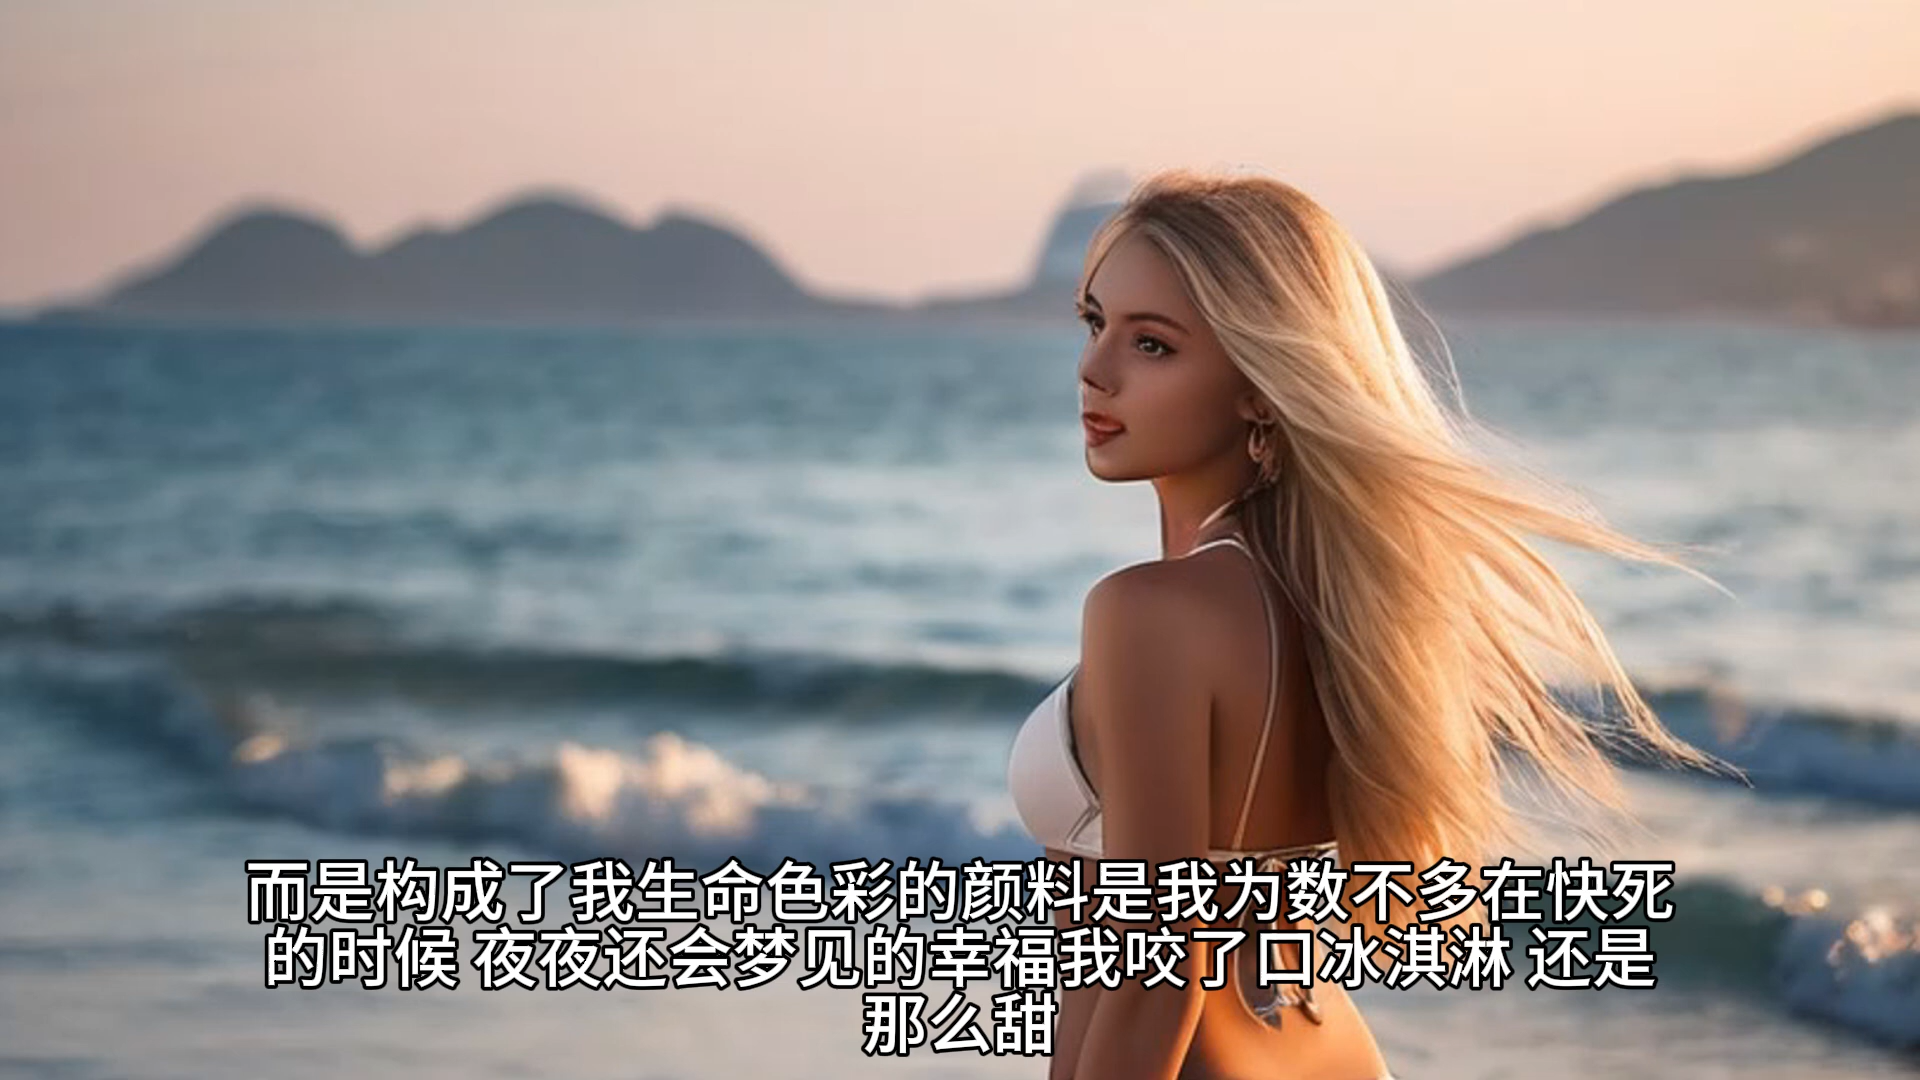 而是构成了我生命色彩的颜料是我为数不多在快死
的时候 夜夜还会梦见的幸福我咬了口冰淇淋 还是
那么甜